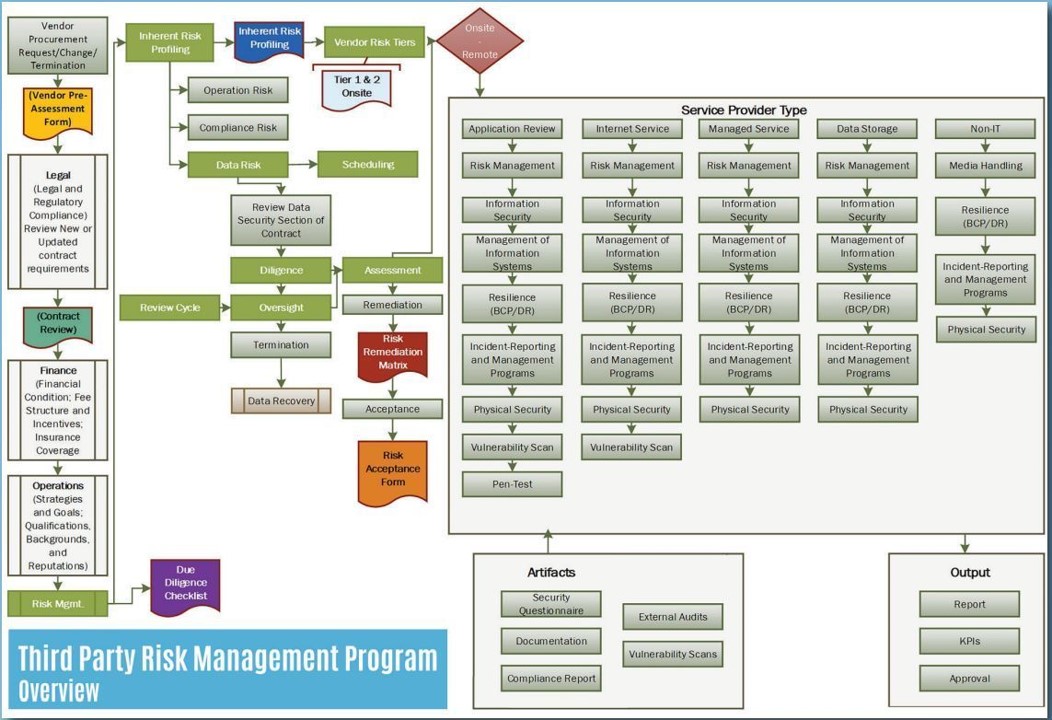 Vendor
Procurement
Request/Change/
Termination
(Vendor Pre-
Assessment
Form)
Legal
(Legal and
Regulatory
Compliance)
Review New or
Updated
contract
requirements
(Contract
Review)
Finance
(Financial
Condition; Fee
Structure and
Incentives;
Insurance
Coverage
Operations
(Strategies
and Goals;
Qualifications,
Backgrounds,
and
Reputations)
Risk Mgmt.
Due
Diligence
Checklist
Inherent Risk
Profiling
Inherent Risk
Profiling
Vendor Risk Tiers
Tier 1 & 2
Onsite
Onsite
-
Remote
Operation Risk
Compliance Risk
Data Risk
Scheduling
Review Data
Security Section of
Contract
Diligence
Assessment
Review Cycle
Oversight
Remediation
Termination
Risk
Remediation
Matrix
Data Recovery
Acceptance
Risk
Acceptance
Form
Service Provider Type
Application Review
Risk Management
Information
Security
Management of
Information
Systems
Resilience
(BCP/DR)
Incident-Reporting
and Management
Programs
Physical Security
Vulnerability Scan
Pen-Test
Internet Service
Risk Management
Information
Security
Management of
Information
Systems
Resilience
(BCP/DR)
Incident-Reporting
and Management
Programs
Physical Security
Vulnerability Scan
Managed Service
Risk Management
Information
Security
Management of
Information
Systems
Resilience
(BCP/DR)
Incident-Reporting
and Management
Programs
Physical Security
Data Storage
Risk Management
Information
Security
Management of
Information
Systems
Resilience
(BCP/DR)
Incident-Reporting
and Management
Programs
Physical Security
Non-IT
Media Handling
Resilience
(BCP/DR)
Incident-Reporting
and Management
Programs
Physical Security
Artifacts
Security
Questionnaire
Documentation
Compliance Report
External Audits
Vulnerability Scans
Output
Report
KPIs
Approval
Third Party Risk Management Program
Overview